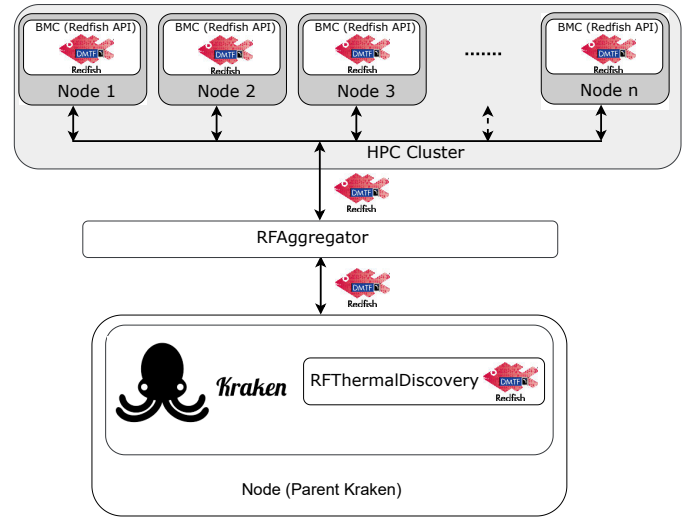 BMC (Redfish API)
DMTF
Redfish
Node 1
BMC (Redfish API)
DMTF
Redfish
Node 2
BMC (Redfish API)
DMTF
Redfish
Node 3
.......
BMC (Redfish API)
DMTF
Redfish
Node n
HPC Cluster
DMTF
Redfish
RFAggregator
DMTF
Redfish
Kraken
RFThermalDiscovery
DMTF
Redfish
Node (Parent Kraken)